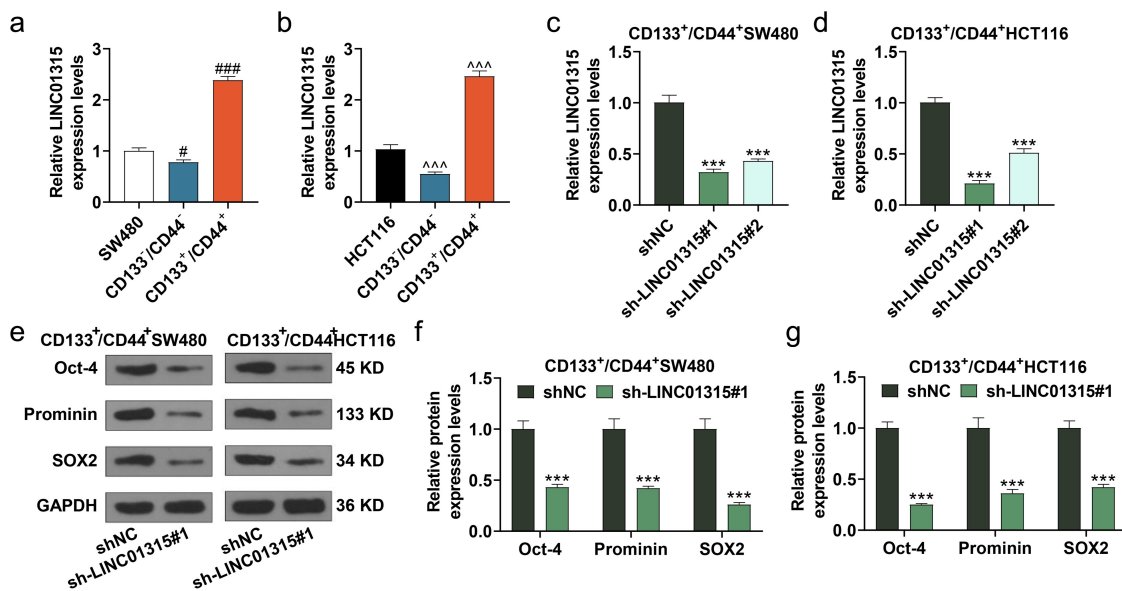 a
Relative LINC01315
expression levels
3
2
1
0
#
###
SW480
CD133-/CD44-
CD133+/CD44+
b
Relative LINC01315
expression levels
3
2
1
0
^^^
^^^
HCT116
CD133-/CD44-
CD133+/CD44+
c
CD133+/CD44+SW480
Relative LINC01315
expression levels
1.5
1.0
0.5
0.0
***
***
shNC
sh-LINC01315#1
sh-LINC01315#2
d
CD133+/CD44+HCT116
Relative LINC01315
expression levels
1.5
1.0
0.5
0.0
***
***
shNC
sh-LINC01315#1
sh-LINC01315#2
e
CD133+/CD44+SW480
CD133+/CD44+HCT116
Oct-4
45 KD
Prominin
133 KD
SOX2
34 KD
GAPDH
36 KD
shNC
sh-LINC01315#1
shNC
sh-LINC01315#1
f
CD133+/CD44+SW480
shNC
sh-LINC01315#1
Relative protein
expression levels
1.5
1.0
0.5
0.0
***
***
***
Oct-4
Prominin
SOX2
g
CD133+/CD44+HCT116
shNC
sh-LINC01315#1
Relative protein
expression levels
1.5
1.0
0.5
0.0
***
***
***
Oct-4
Prominin
SOX2